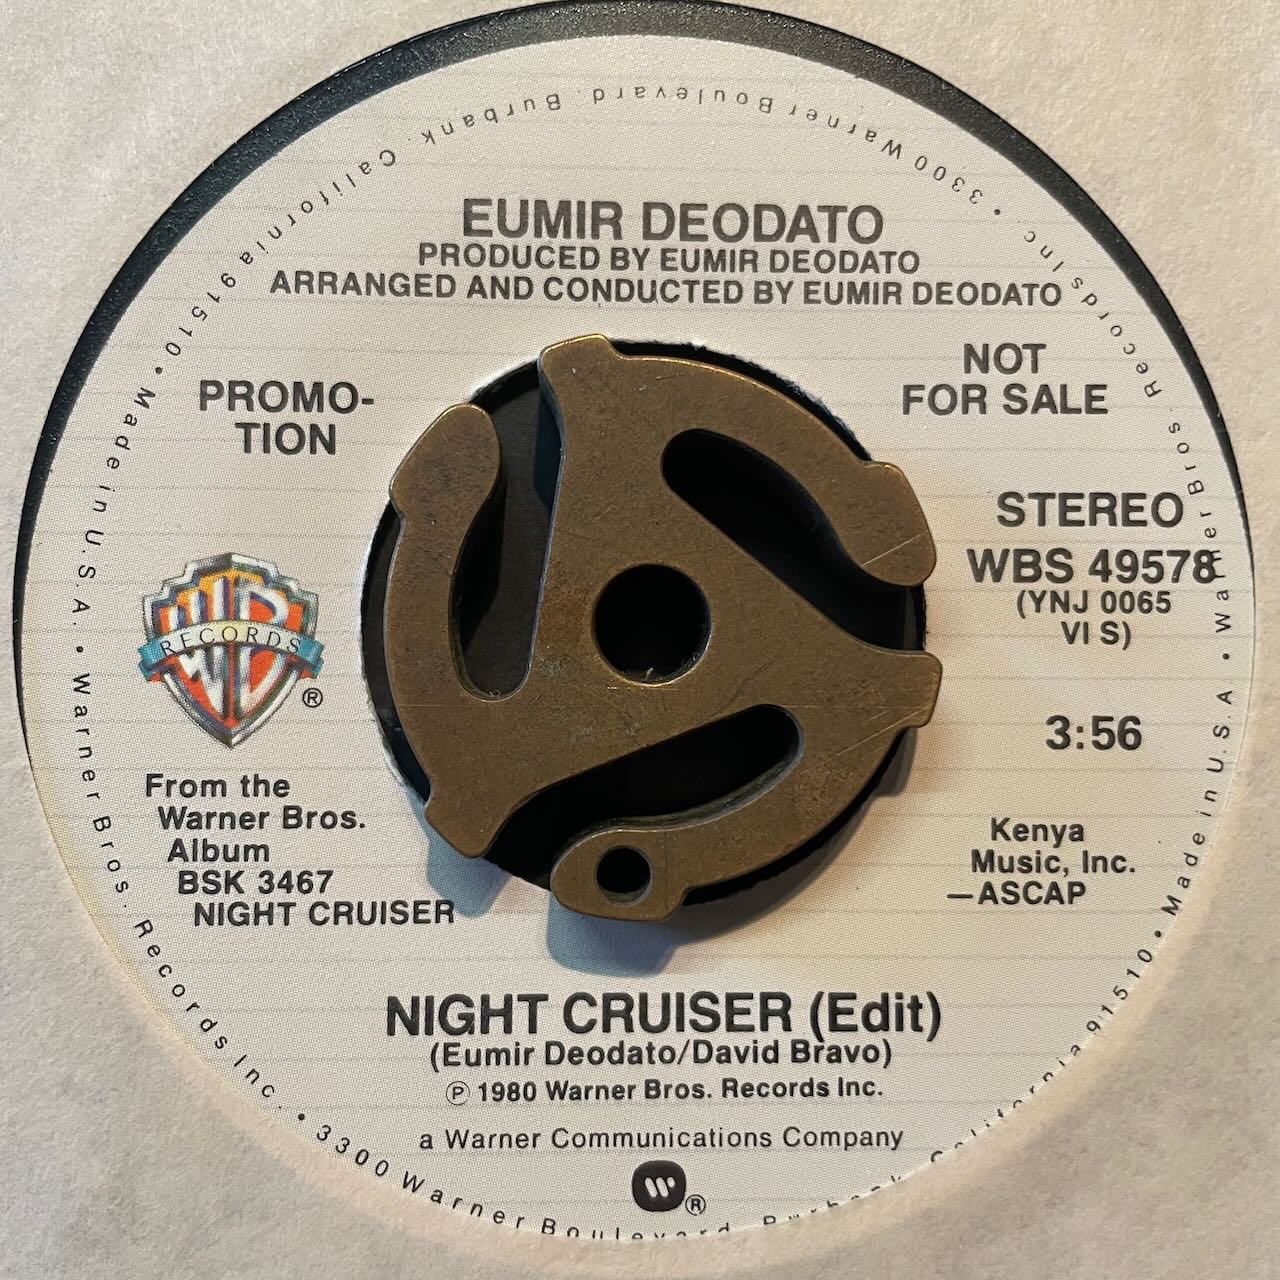 EUMIR DEODATO
PRODUCED BY EUMIR DEODATO
ARRANGED AND CONDUCTED BY EUMIR DEODATO
PROMO-
TION
NOT
FOR SALE
STEREO
WBS 49578
(YNJ 0065
VI S)
3:56
WB
RECORDS
®
From the
Warner Bros.
Album
BSK 3467
NIGHT CRUISER
Kenya
Music, Inc.
—ASCAP
NIGHT CRUISER (Edit)
(Eumir Deodato/David Bravo)
℗ 1980 Warner Bros. Records Inc.
a Warner Communications Company
W ®
Warner Bros. Records Inc. • 3300 Warner Boulevard. Burbank. California 91510 • Made in U.S.A. • Warner Bros. Records Inc. • 3300 Warner Boulevard. Burbank California 91510 • Made in U.S.A •